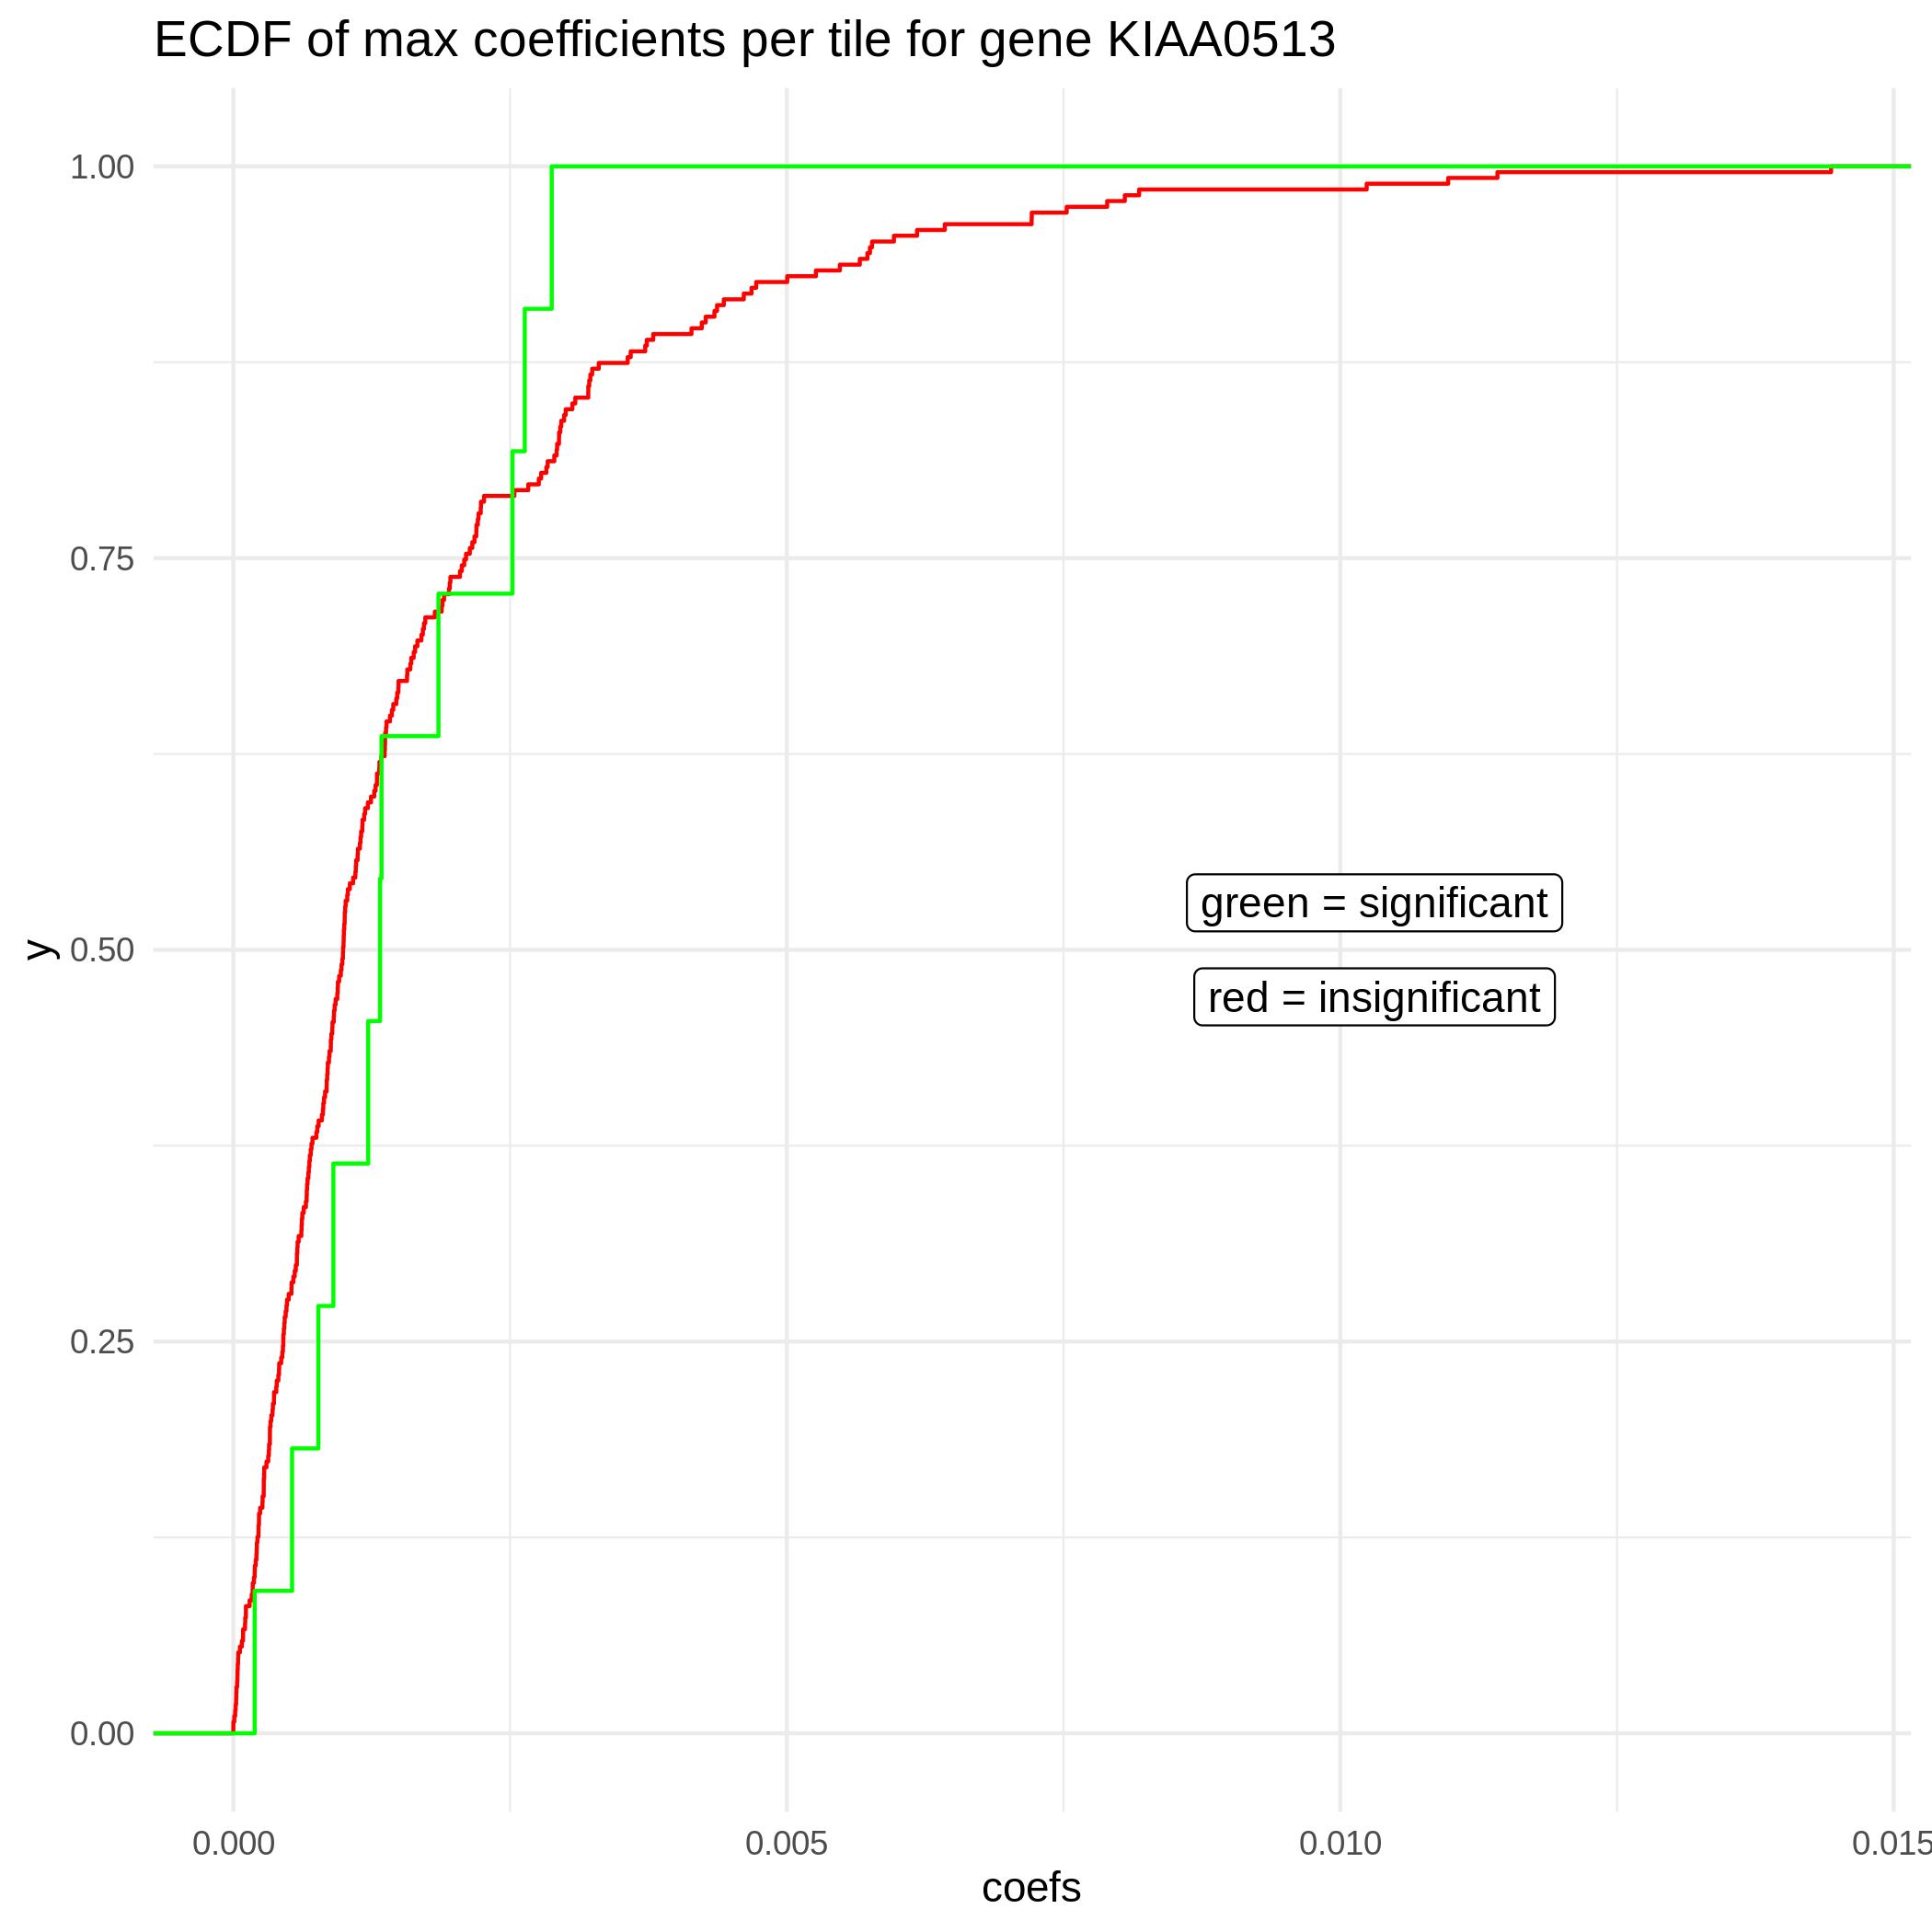 ECDF of max coefficients per tile for gene KIAA0513
1.00
0.75
0.50
0.25
0.00
y
green = significant
red = insignificant
0.000
0.005
0.010
0.015
coefs